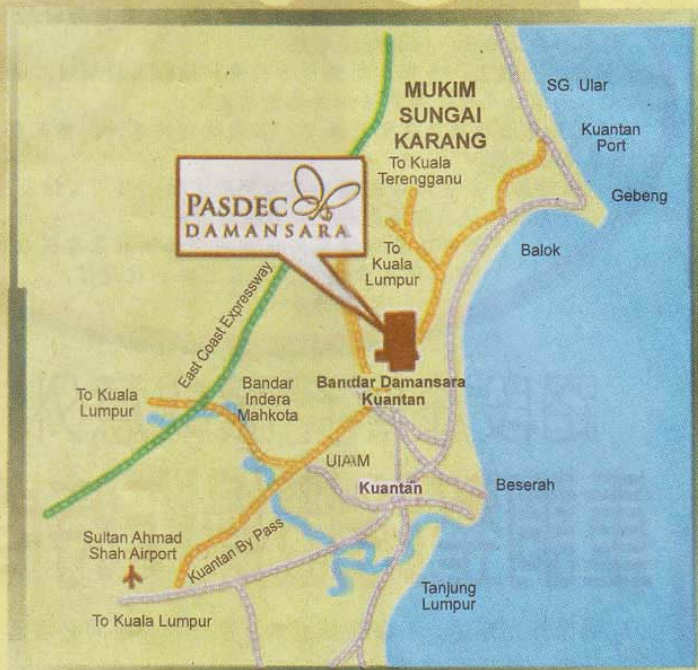 SG. Ular
MUKIM
SUNGAI
KARANG
Kuantan
Port
To Kuala
Terengganu
PASDEC
DAMANSARA
Gebeng
To
Kuala
Lumpur
Balok
East Coast Expressway
Bandar Damansara
Kuantan
To Kuala
Lumpur
Bandar
Indera
Mahkota
UIAM
Kuantan
Beserah
Sultan Ahmad
Shah Airport
Kuantan By Pass
Tanjung
Lumpur
To Kuala Lumpur